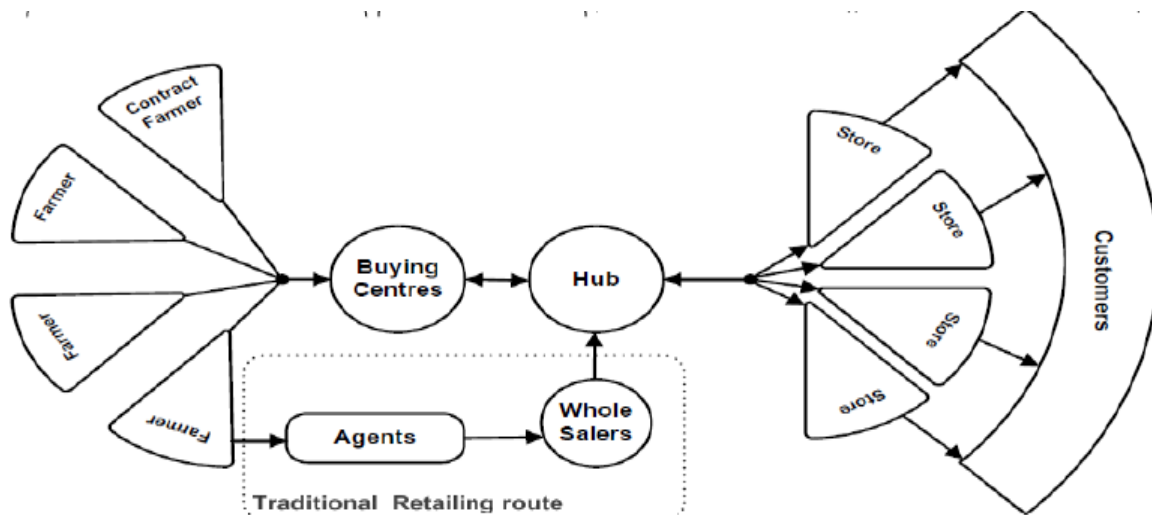 Contract
Farmer
Farmer
Farmer
Farmer
Buying
Centres
Hub
Agents
Whole
Salers
Traditional Retailing route
Store
Store
Store
Store
Customers